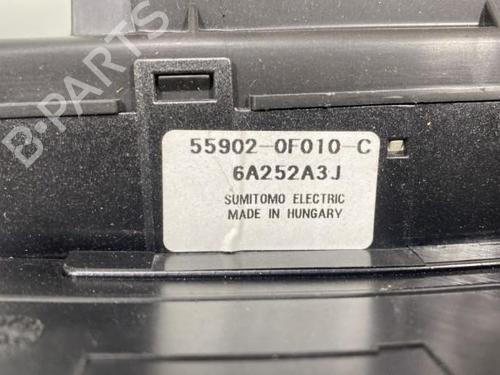 B-PARTS
55902-0F010-C
6A252A3J
SUMITOMO ELECTRIC
MADE IN HUNGARY